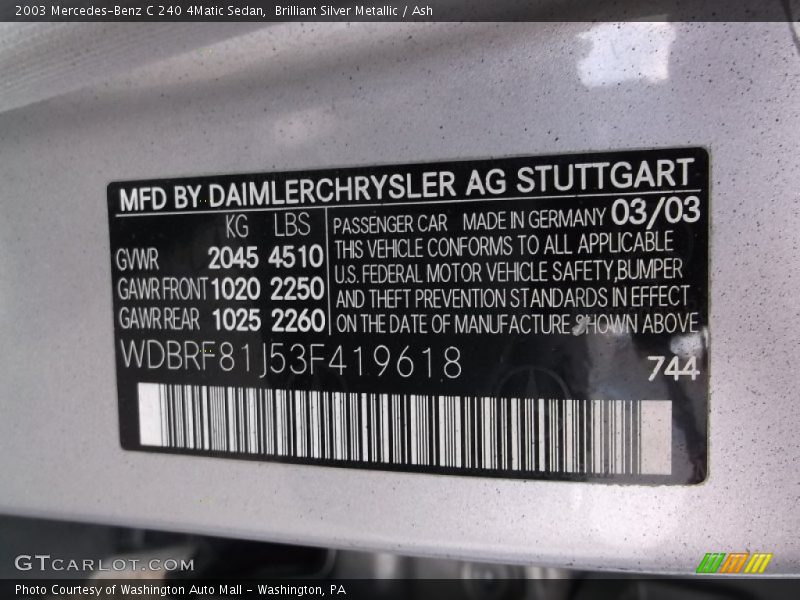 2003 Mercedes-Benz C 240 4Matic Sedan,  Brilliant Silver Metallic / Ash
MFD BY DAIMLERCHRYSLER AG STUTTGART
KG LBS
GVWR 2045 4510
GAWR FRONT 1020 2250
GAWR REAR 1025 2260
PASSENGER CAR MADE IN GERMANY 03/03
THIS VEHICLE CONFORMS TO ALL APPLICABLE
U.S. FEDERAL MOTOR VEHICLE SAFETY,BUMPER
AND THEFT PREVENTION STANDARDS IN EFFECT
ON THE DATE OF MANUFACTURE SHOWN ABOVE
WDBRF81J53F419618
744
GTCARLOT.COM
Photo Courtesy of Washington Auto Mall - Washington, PA